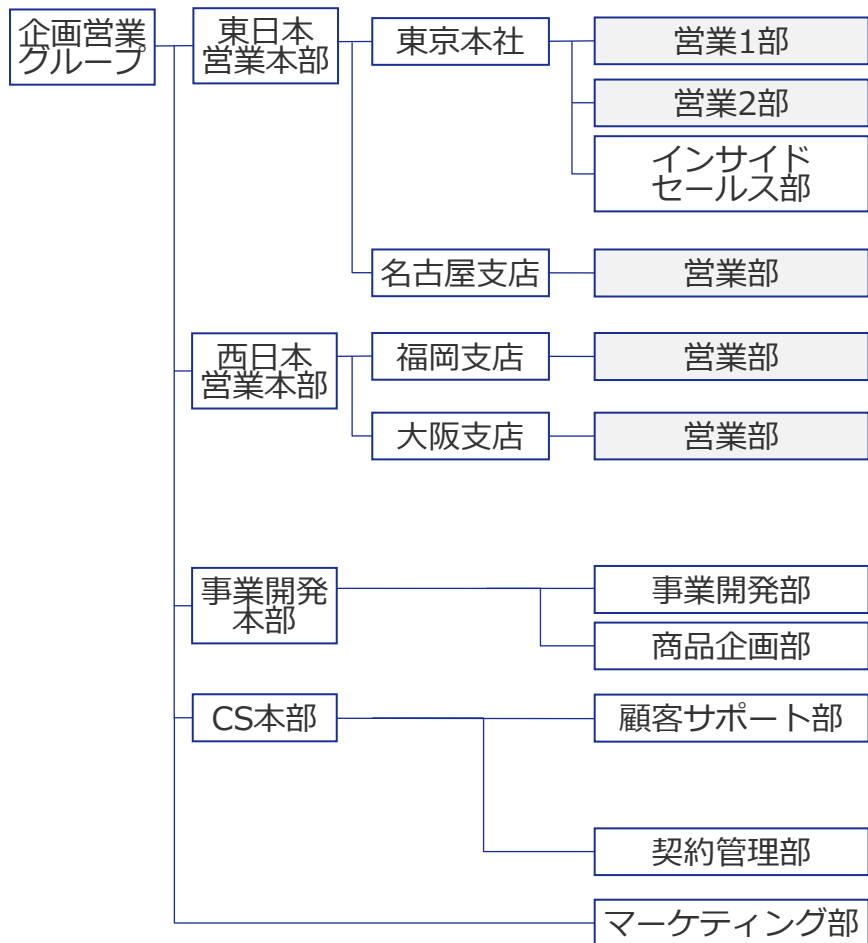 企画営業
グループ
東日本
営業本部
東京本社
営業1部
営業2部
インサイド
セールス部
名古屋支店
営業部
西日本
営業本部
福岡支店
営業部
大阪支店
営業部
事業開発
本部
事業開発部
商品企画部
CS本部
顧客サポート部
契約管理部
マーケティング部